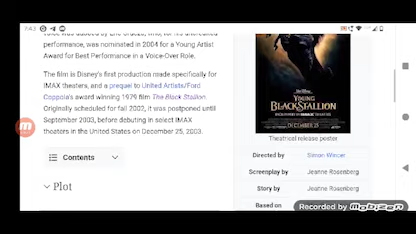 7:43
performance, was nominated in 2004 for a Young Artist
Award for Best Performance in a Voice-Over Role.
The film is Disney's first production made specifically for
IMAX theaters, and a prequel to United Artists/Ford
Coppola's award winning 1979 film The Black Stallion.
Originally scheduled for fall 2002, it was postponed until
September 2003, before debuting in select IMAX
theaters in the United States on December 25, 2003.
Contents
Plot
YOUNG
BLACK STALLION
DECEMBER 25
Theatrical release poster
Directed by Simon Wincer
Screenplay by Jeanne Rosenberg
Story by Jeanne Rosenberg
Based on
Recorded by Mobizen